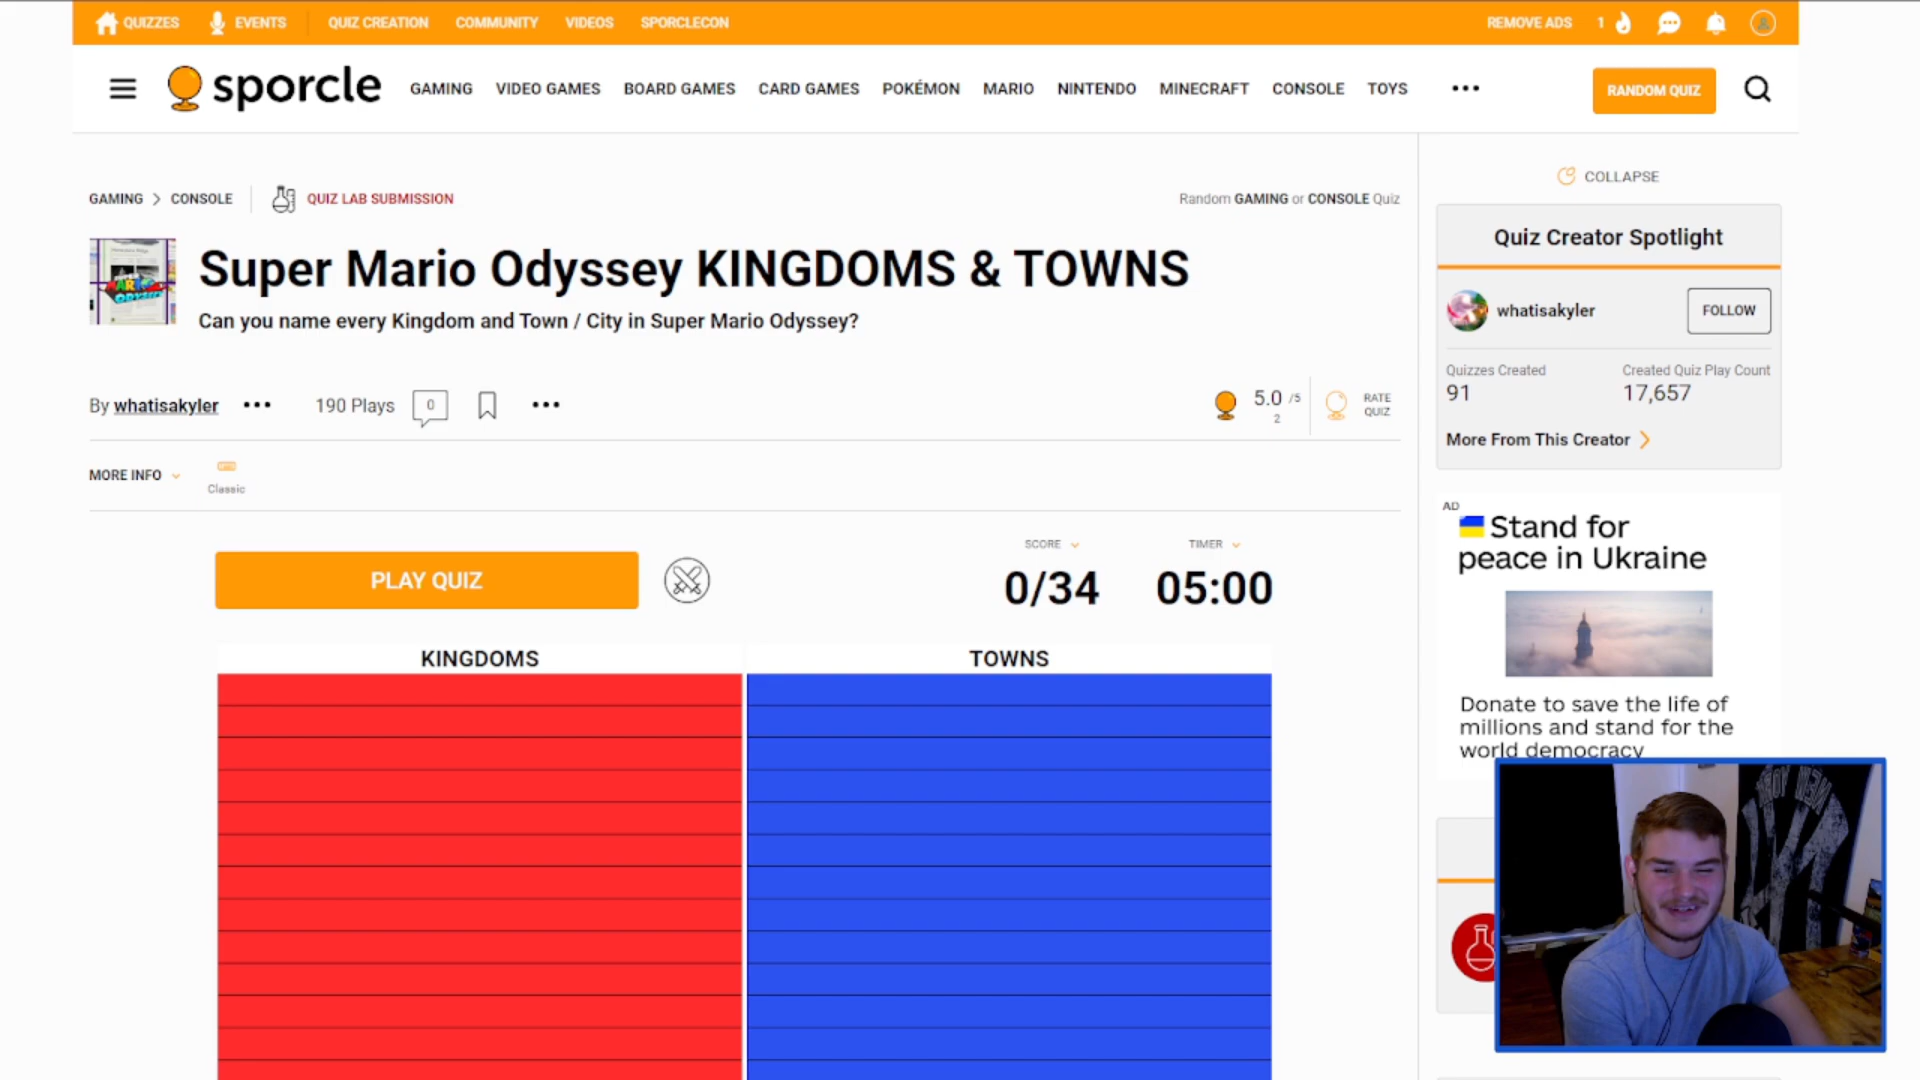 QUIZZES EVENTS QUIZ CREATION COMMUNITY VIDEOS SPORCLECON REMOVE ADS 1
sporcle GAMING VIDEO GAMES BOARD GAMES CARD GAMES POKÉMON MARIO NINTENDO MINECRAFT CONSOLE TOYS ••• RANDOM QUIZ
COLLAPSE
GAMING > CONSOLE QUIZ LAB SUBMISSION Random GAMING or CONSOLE Quiz
Super Mario Odyssey KINGDOMS & TOWNS
Can you name every Kingdom and Town / City in Super Mario Odyssey?
By whatisakyler ••• 190 Plays 0 •••
5.0 /5
2
RATE
QUIZ
MORE INFO
Classic
PLAY QUIZ
SCORE
0/34
TIMER
05:00
KINGDOMS
TOWNS
Quiz Creator Spotlight
whatisakyler
FOLLOW
Quizzes Created
91
Created Quiz Play Count
17,657
More From This Creator >
AD
Stand for
peace in Ukraine
Donate to save the life of
millions and stand for the
world democracy
NEW YORK